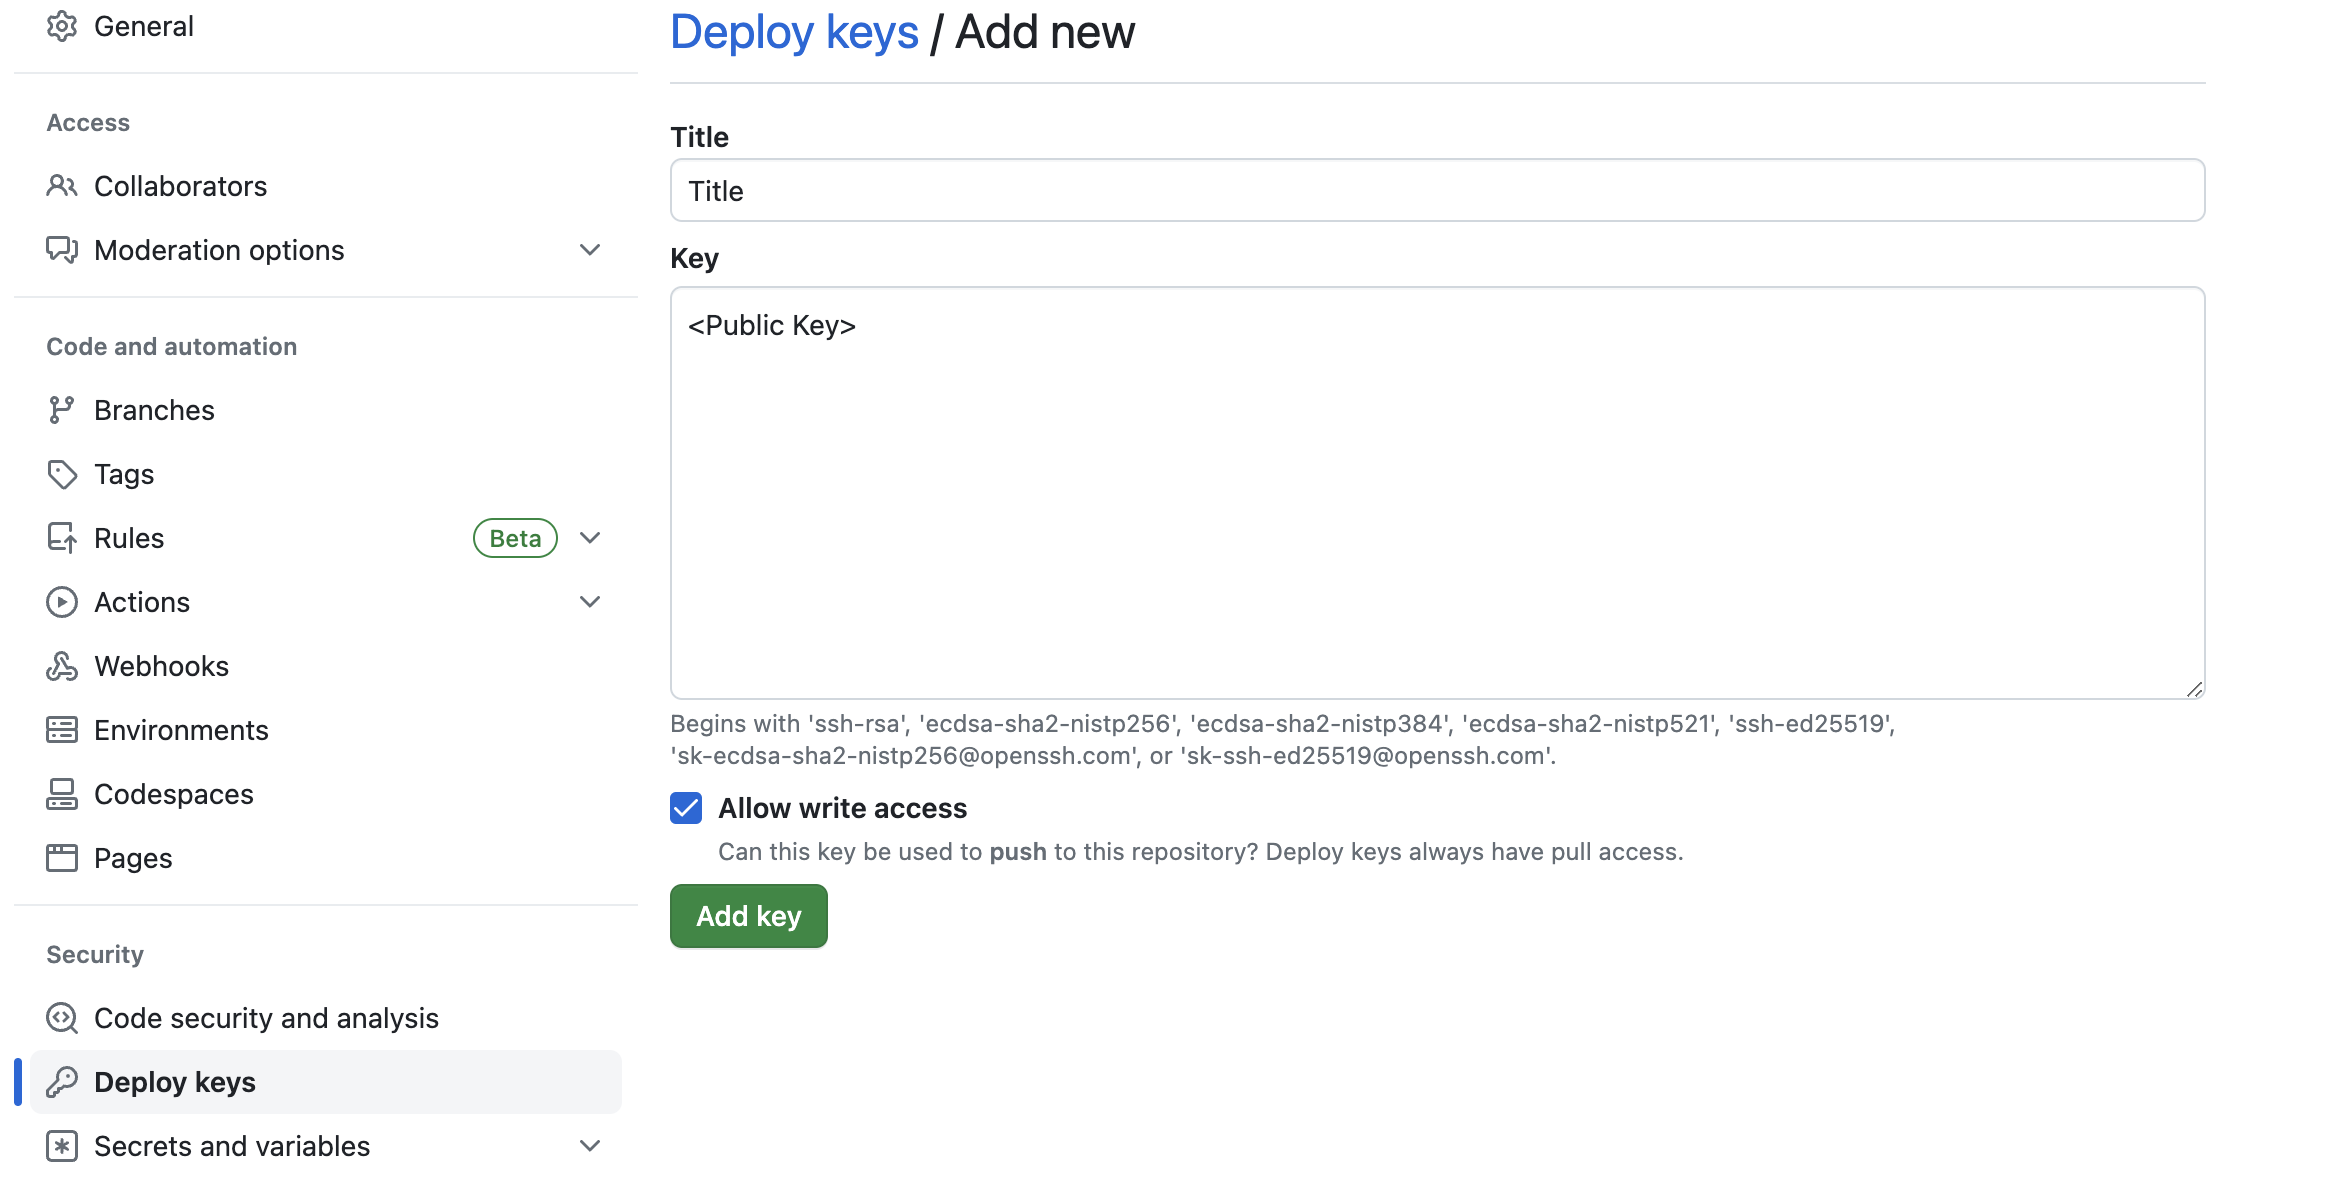 General
Access
Collaborators
Moderation options
Code and automation
Branches
Tags
Rules Beta
Actions
Webhooks
Environments
Codespaces
Pages
Security
Code security and analysis
Deploy keys
Secrets and variables
Deploy keys / Add new
Title
Title
Key
<Public Key>
Begins with 'ssh-rsa', 'ecdsa-sha2-nistp256', 'ecdsa-sha2-nistp384', 'ecdsa-sha2-nistp521', 'ssh-ed25519',
'sk-ecdsa-sha2-nistp256@openssh.com', or 'sk-ssh-ed25519@openssh.com'.
Allow write access
Can this key be used to push to this repository? Deploy keys always have pull access.
Add key